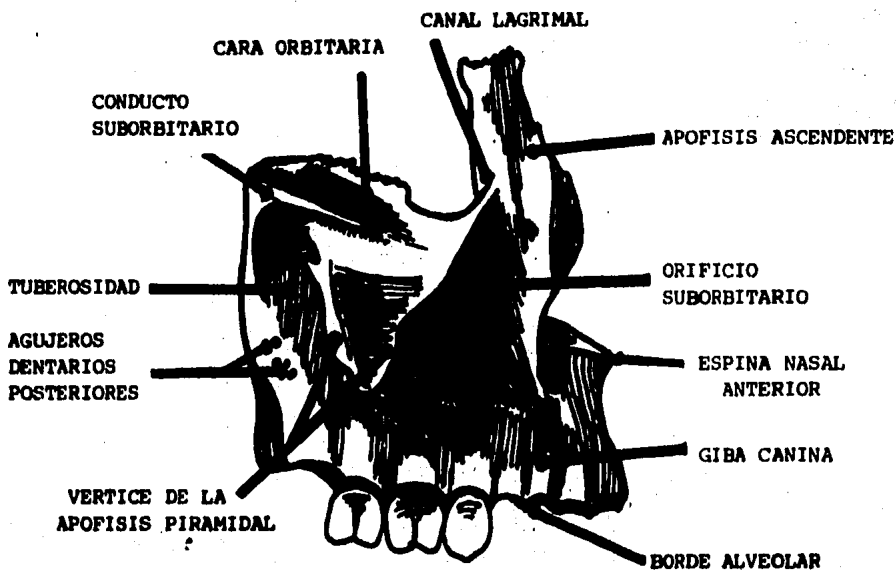 CANAL LAGRIMAL
CARA ORBITARIA
CONDUCTO
SUBORBITARIO
APOFISIS ASCENDENTE
TUBEROSIDAD
ORIFICIO
SUBORBITARIO
AGUJEROS
DENTARIOS
POSTERIORES
ESPINA NASAL
ANTERIOR
GIBA CANINA
VERTICE DE LA
APOFISIS PIRAMIDAL
BORDE ALVEOLAR